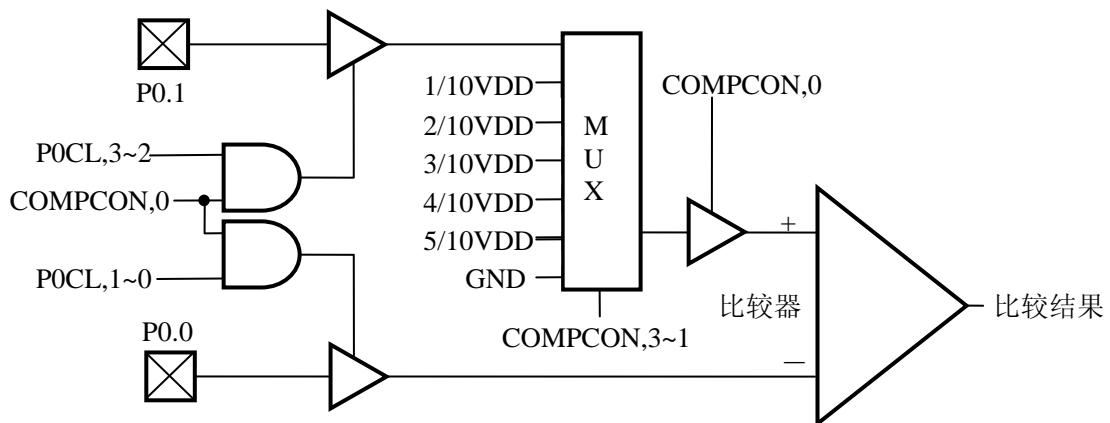 P0.1
P0CL,3~2
COMPCON,0
P0CL,1~0
P0.0
1/10VDD
2/10VDD
3/10VDD
4/10VDD
5/10VDD
GND
M
U
X
COMPCON,3~1
COMPCON,0
+
比较器
—
比较结果